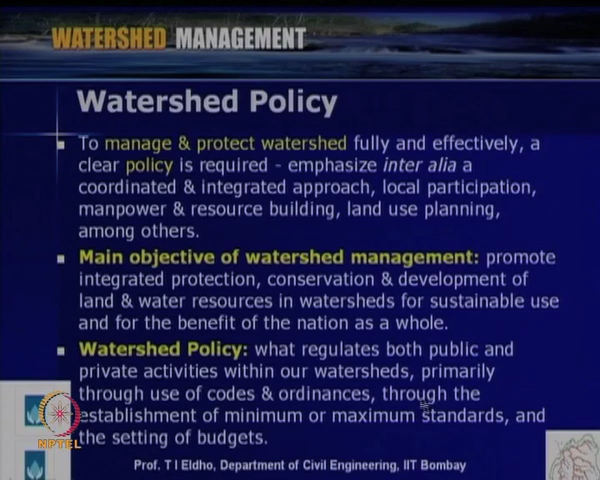 WATERSHED MANAGEMENT
Watershed Policy
To manage & protect watershed fully and effectively, a
clear policy is required - emphasize inter alia a
coordinated & integrated approach, local participation,
manpower & resource building, land use planning,
among others.
Main objective of watershed management: promote
integrated protection, conservation & development of
land & water resources in watersheds for sustainable use
and for the benefit of the nation as a whole.
Watershed Policy: what regulates both public and
private activities within our watersheds, primarily
through use of codes & ordinances, through the
establishment of minimum or maximum standards, and
the setting of budgets.
NPTEL
Prof. T I Eldho, Department of Civil Engineering, IIT Bombay